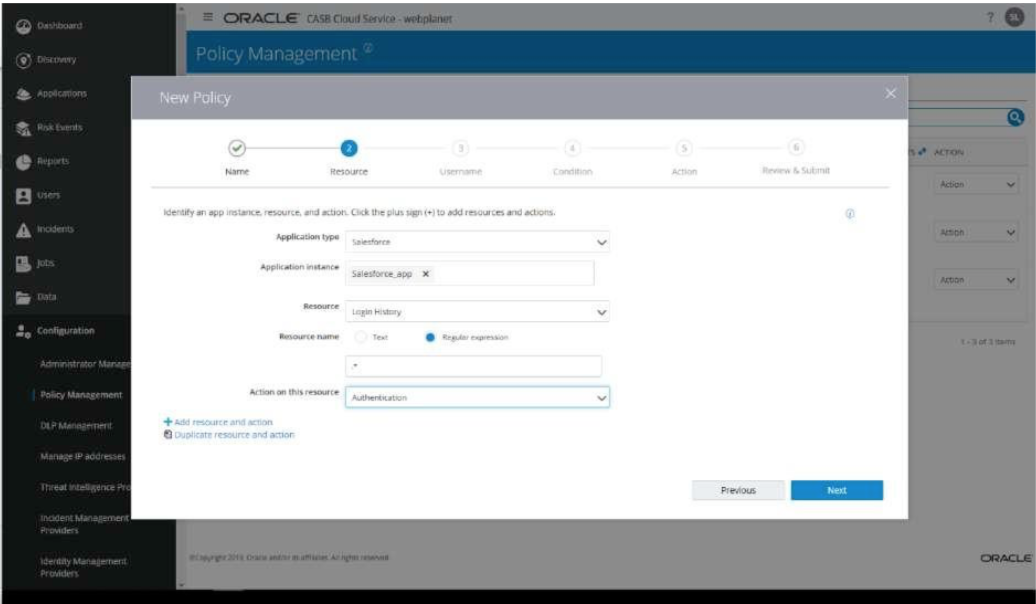 ORACLE CASB Cloud Service - webplanet
?
SL
Dashboard
Discovery
Applications
Risk Events
Reports
Users
Incidents
Jobs
Data
Configuration
Administrator Manage
Policy Management
DLP Management
Manage IP addresses
Threat Intelligence Pro
Incident Management
Providers
Identity Management
Providers
Policy Management
New Policy
2
3
4
5
6
Name
Resource
Username
Condition
Action
Review & Submit
Identify an app instance, resource, and action. Click the plus sign (+) to add resources and actions.
Application type
Salesforce
Application instance
Salesforce_app
Resource
Login History
Resource name
Text
Regular expression
.*
Action on this resource
Authentication
Add resource and action
Duplicate resource and action
Previous
Next
ACTION
Action
Action
Action
1 - 3 of 3 items
©Copyright 2019, Oracle and/or its affiliates. All rights reserved.
ORACLE